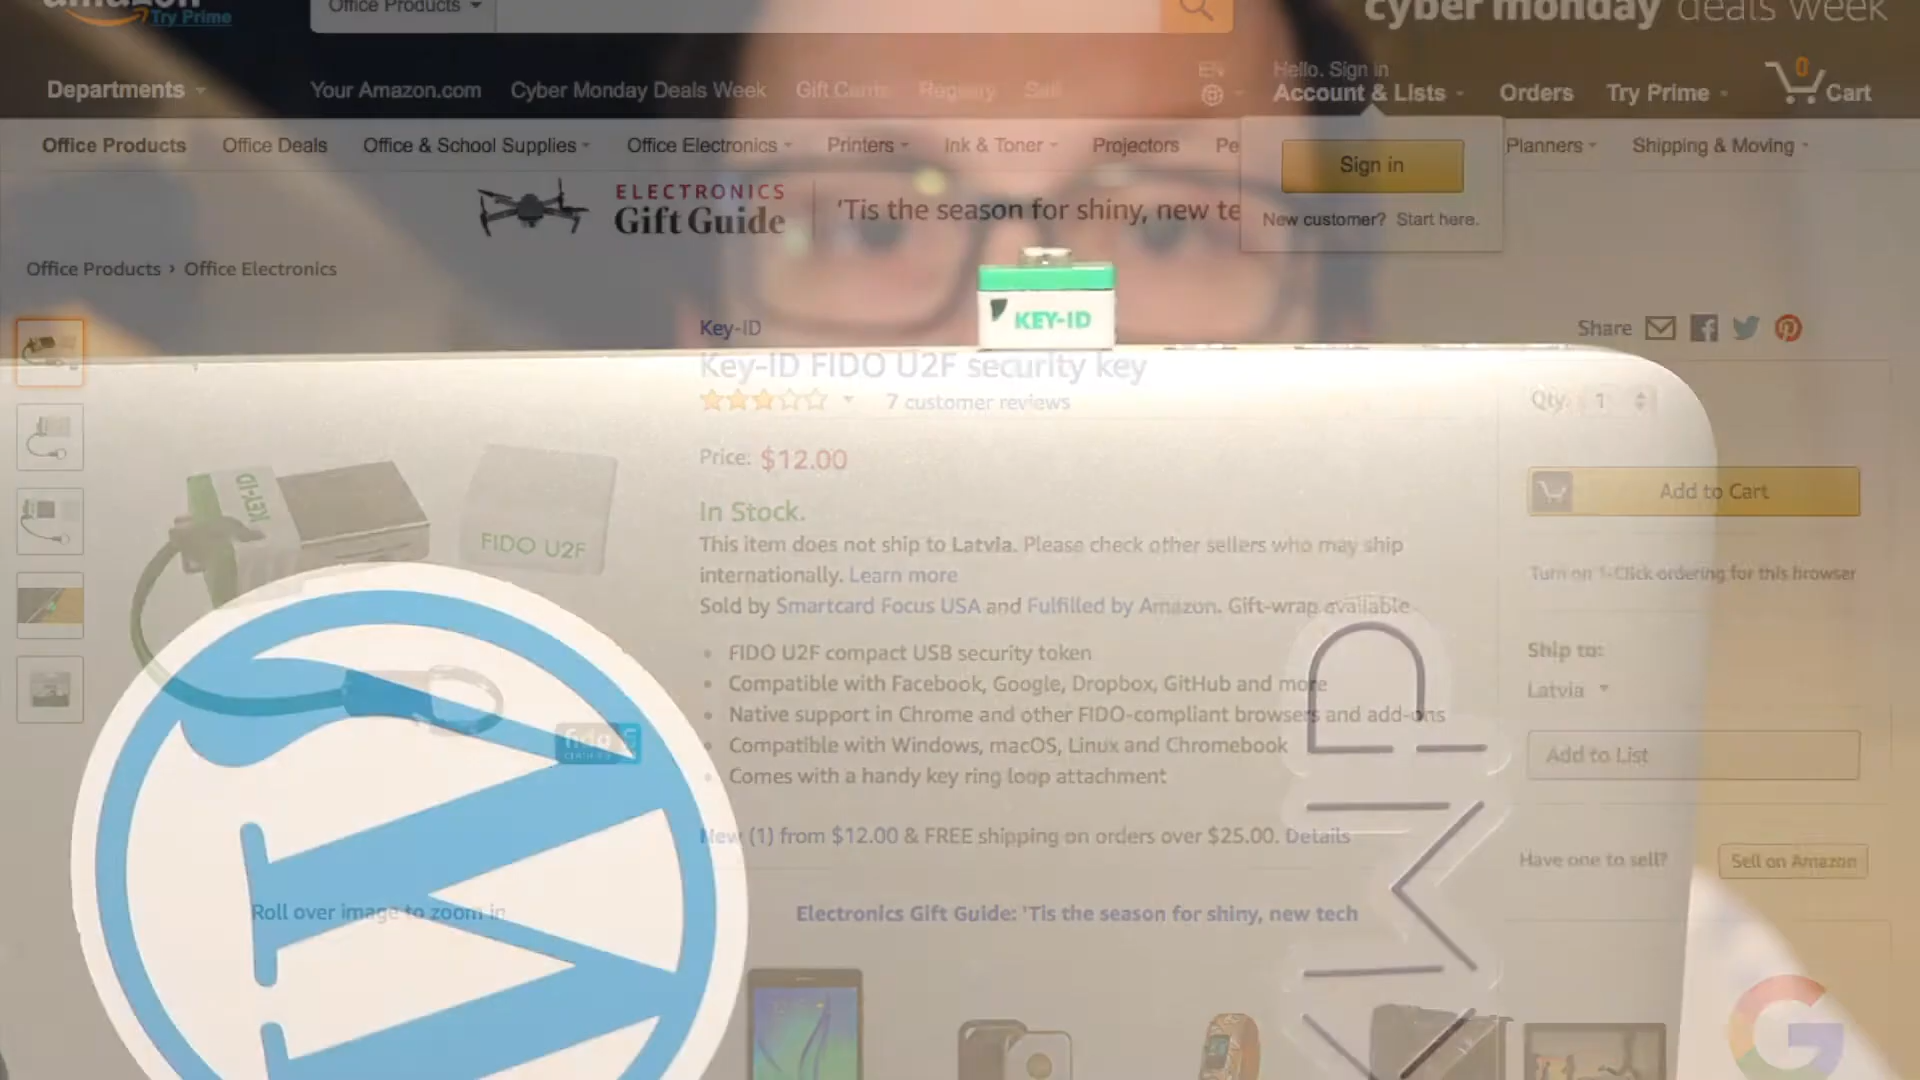 amazon
Try Prime
Office Products
cyber monday deals week
Departments
Your Amazon.com
Cyber Monday Deals Week
Gift Cards
Registry
Sell
EN
Hello. Sign in
Account & Lists
Orders
Try Prime
0
Cart
Office Products
Office Deals
Office & School Supplies
Office Electronics
Printers
Ink & Toner
Projectors
Pe
Planners
Shipping & Moving
Sign in
New customer? Start here.
ELECTRONICS
Gift Guide
'Tis the season for shiny, new te
Office Products › Office Electronics
KEY-ID
Key-ID
Share
Key-ID FIDO U2F security key
7 customer reviews
Qty: 1
Price: $12.00
KEY-ID
FIDO U2F
Add to Cart
In Stock.
This item does not ship to Latvia. Please check other sellers who may ship
internationally. Learn more
Turn on 1-Click ordering for this browser
Sold by Smartcard Focus USA and Fulfilled by Amazon. Gift-wrap available
FIDO U2F compact USB security token
Compatible with Facebook, Google, Dropbox, GitHub and more
Native support in Chrome and other FIDO-compliant browsers and add-ons
Compatible with Windows, macOS, Linux and Chromebook
Comes with a handy key ring loop attachment
Ship to:
Latvia
fido
CERTIFIED
Add to List
New (1) from $12.00 & FREE shipping on orders over $25.00. Details
Have one to sell?
Sell on Amazon
Roll over image to zoom in
Electronics Gift Guide: 'Tis the season for shiny, new tech
W
G